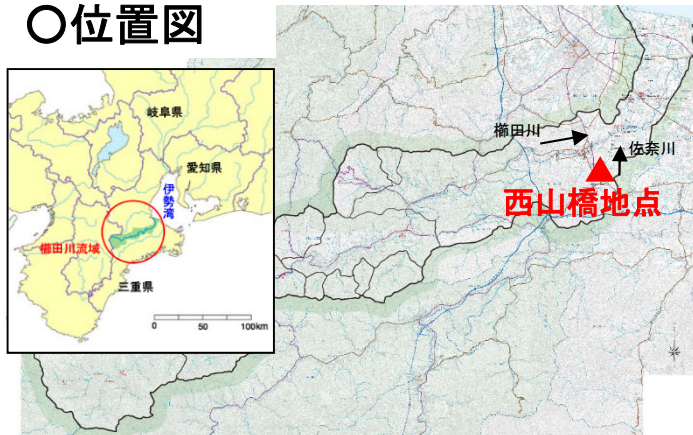 ○位置図
岐阜県
愛知県
伊勢湾
櫛田川流域
三重県
0 50 100km
櫛田川
佐奈川
西山橋地点